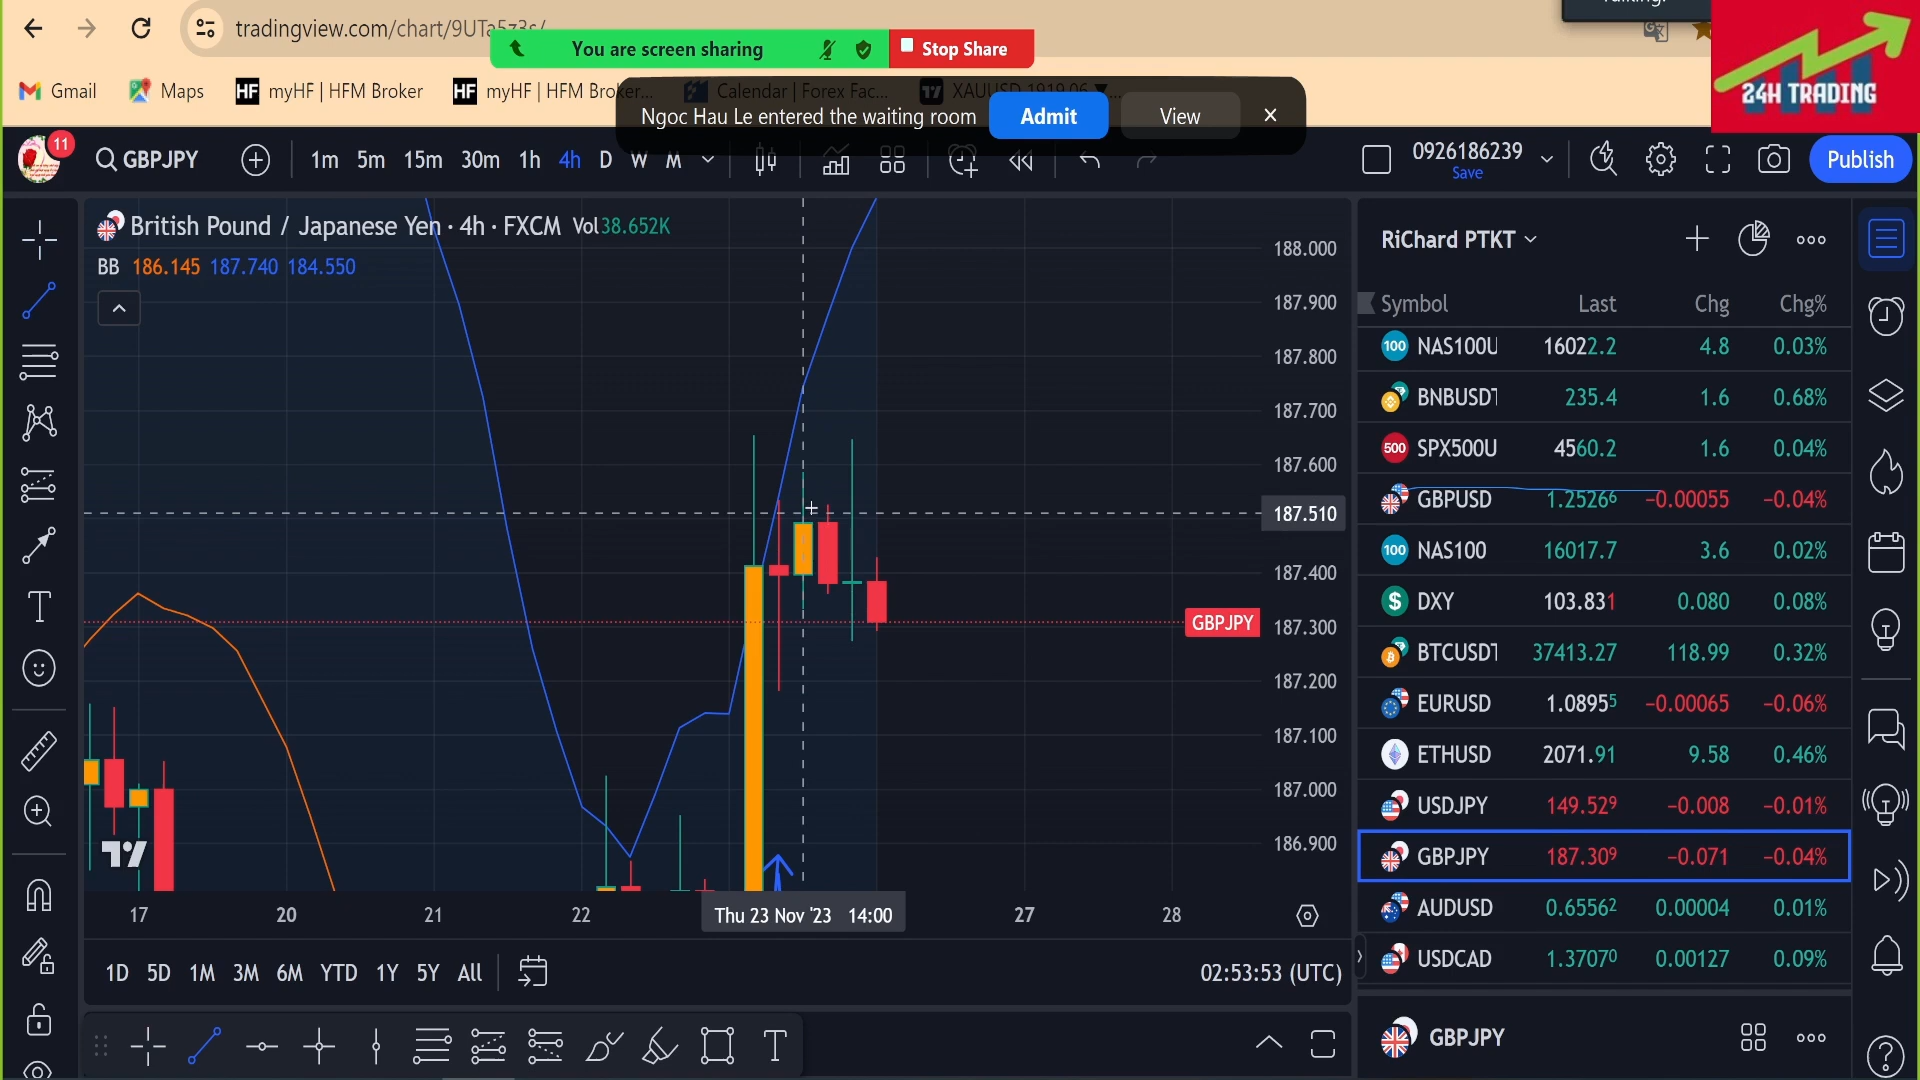 tradingview.com/chart/9UTa5z3s/
You are screen sharing
Stop Share
24H TRADING
Gmail
Maps
HF myHF | HFM Broker
HF myHF | HFM Broker...
Calendar | Forex Fac...
XAUUSD 1919.06 ▼...
Ngoc Hau Le entered the waiting room
Admit
View
11
GBPJPY
1m 5m 15m 30m 1h 4h D W M
0926186239
Save
Publish
British Pound / Japanese Yen · 4h · FXCM Vol 38.652K
BB 186.145 187.740 184.550
188.000
187.900
187.800
187.700
187.600
187.510
187.400
187.300
187.200
187.100
187.000
186.900
GBPJPY
17 20 21 22 Thu 23 Nov '23 14:00 27 28
1D 5D 1M 3M 6M YTD 1Y 5Y All
02:53:53 (UTC)
RiChard PTKT
Symbol Last Chg Chg%
100 NAS100U 16022.2 4.8 0.03%
BNBUSDT 235.4 1.6 0.68%
500 SPX500U 4560.2 1.6 0.04%
GBPUSD 1.25266 −0.00055 −0.04%
100 NAS100 16017.7 3.6 0.02%
$ DXY 103.831 0.080 0.08%
BTCUSDT 37413.27 118.99 0.32%
EURUSD 1.08955 −0.00065 −0.06%
ETHUSD 2071.91 9.58 0.46%
USDJPY 149.529 −0.008 −0.01%
GBPJPY 187.309 −0.071 −0.04%
AUDUSD 0.65562 0.00004 0.01%
USDCAD 1.37070 0.00127 0.09%
GBPJPY